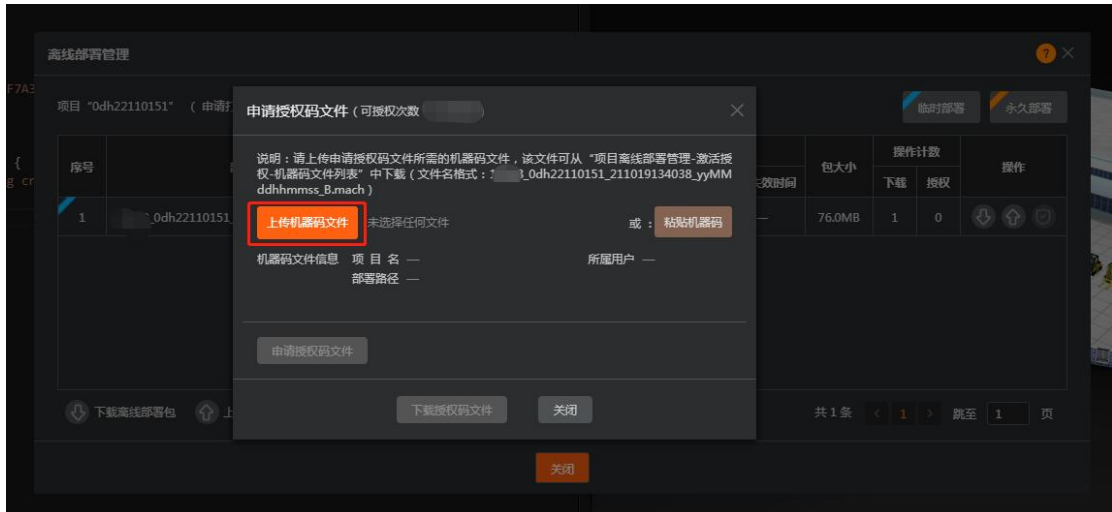 离线部署管理
?
F7A3
项目 "0dh22110151" （申请
临时部署
永久部署
申请授权码文件（可授权次数 ）
{
g cr
序号
效时间
包大小
操作计数
下载
授权
操作
说明：请上传申请授权码文件所需的机器码文件，该文件可从 "项目离线部署管理-激活授
权-机器码文件列表" 中下载（文件名格式： _0dh22110151_211019134038_yyMM
ddhhmmss_B.mach）
1
_0dh22110151
—
76.0MB
1
0
上传机器码文件
未选择任何文件
或：
粘贴机器码
机器码文件信息
项 目 名 —
所属用户 —
部署路径 —
申请授权码文件
下载授权码文件
关闭
下载离线部署包
上
共 1 条
<
1
>
跳至
1
页
关闭